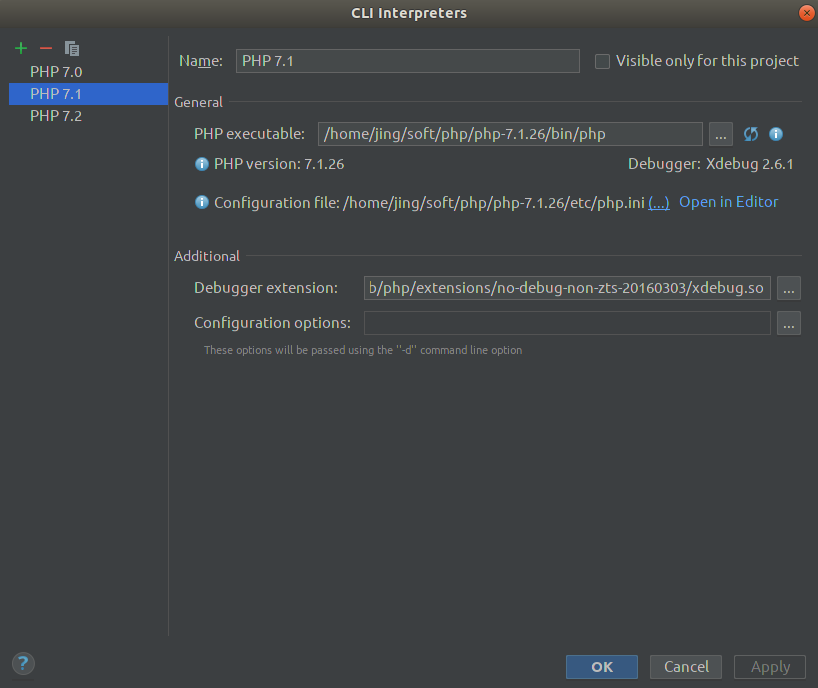 CLI Interpreters
PHP 7.0
PHP 7.1
PHP 7.2
Name: PHP 7.1 Visible only for this project
General
PHP executable: /home/jing/soft/php/php-7.1.26/bin/php ...
PHP version: 7.1.26 Debugger: Xdebug 2.6.1
Configuration file: /home/jing/soft/php/php-7.1.26/etc/php.ini (...) Open in Editor
Additional
Debugger extension: b/php/extensions/no-debug-non-zts-20160303/xdebug.so ...
Configuration options: ...
These options will be passed using the ''-d'' command line option
? OK Cancel Apply